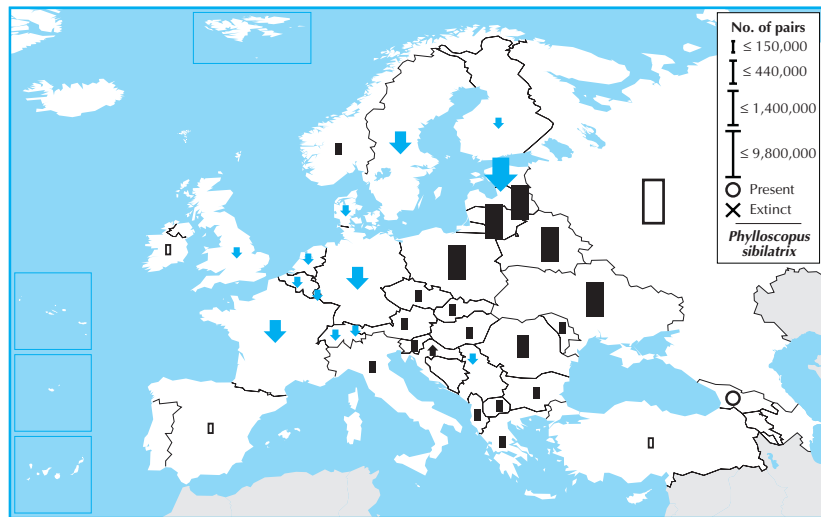 No. of pairs
≤ 150,000
≤ 440,000
≤ 1,400,000
≤ 9,800,000
Present
Extinct
Phylloscopus
sibilatrix